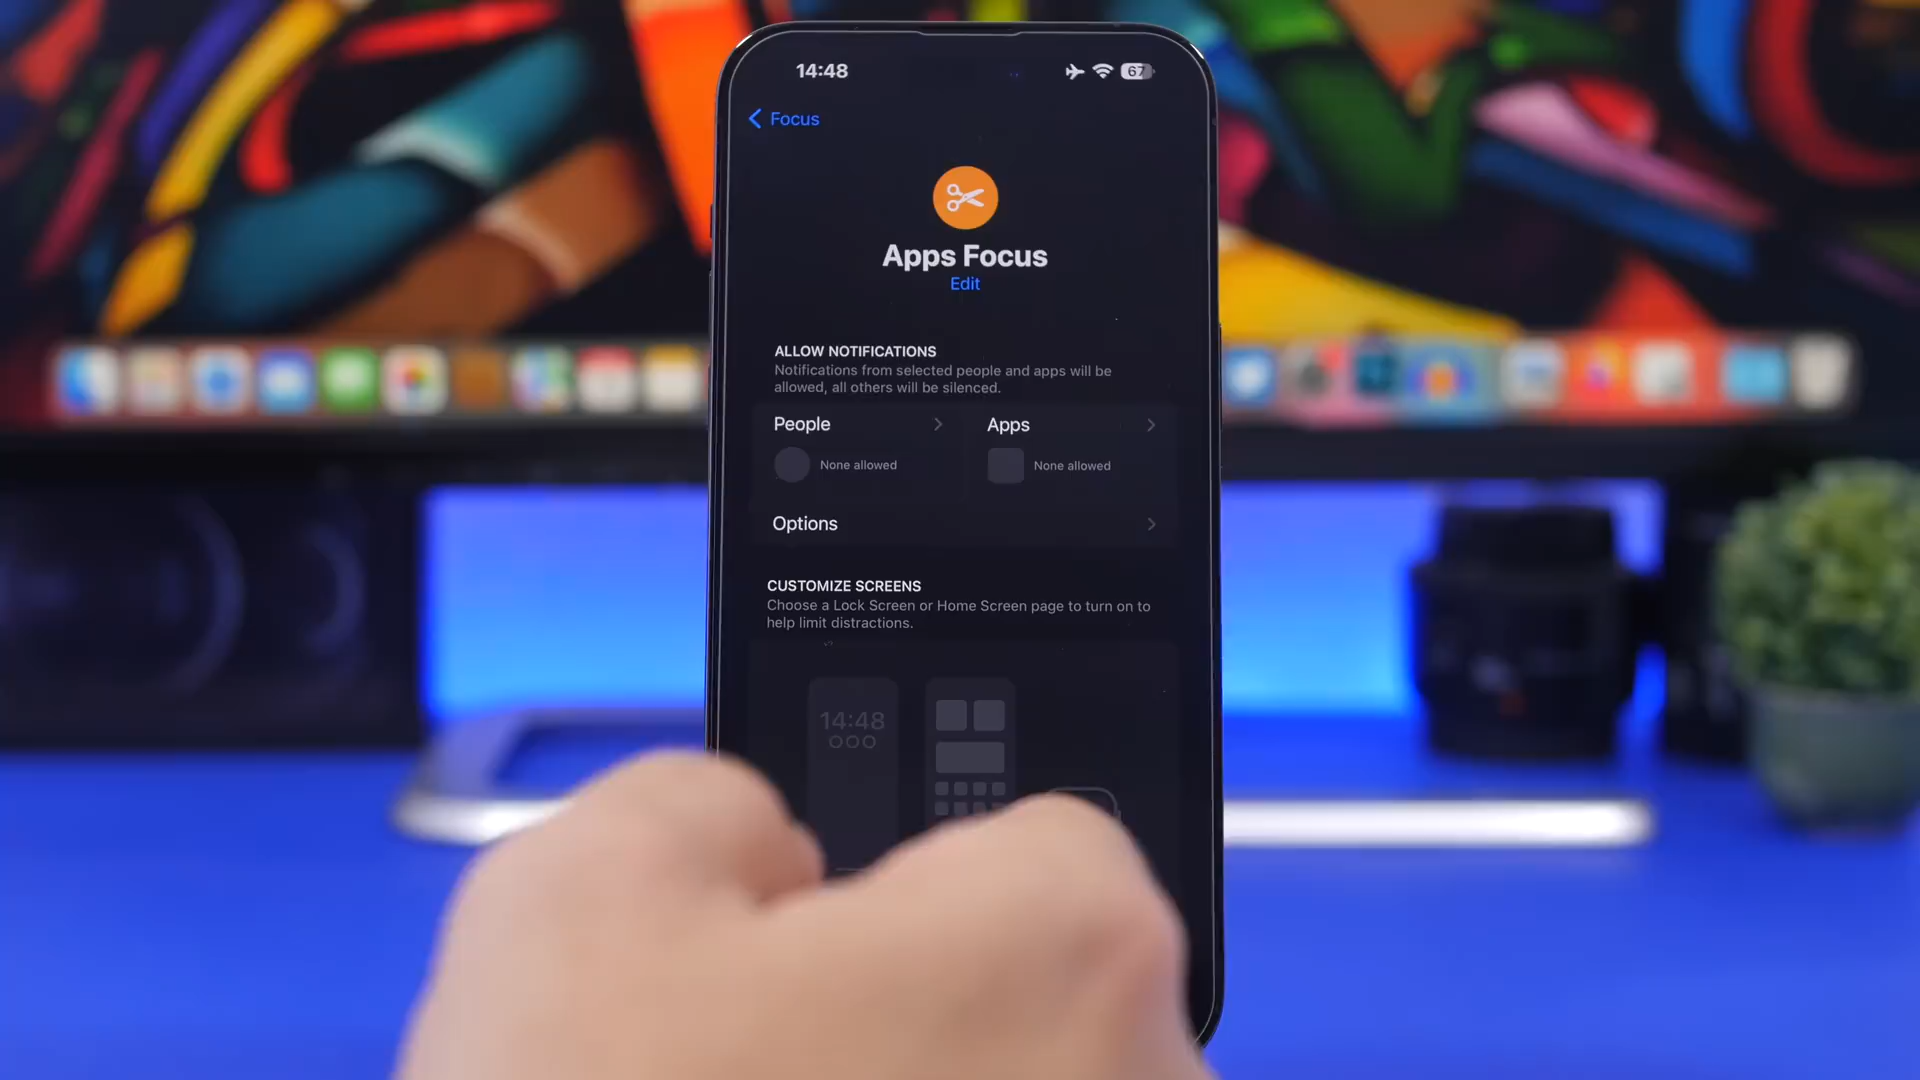 14:48
67
Focus
Apps Focus
Edit
ALLOW NOTIFICATIONS
Notifications from selected people and apps will be
allowed, all others will be silenced.
People
Apps
None allowed
None allowed
Options
CUSTOMIZE SCREENS
Choose a Lock Screen or Home Screen page to turn on to
help limit distractions.
14:48